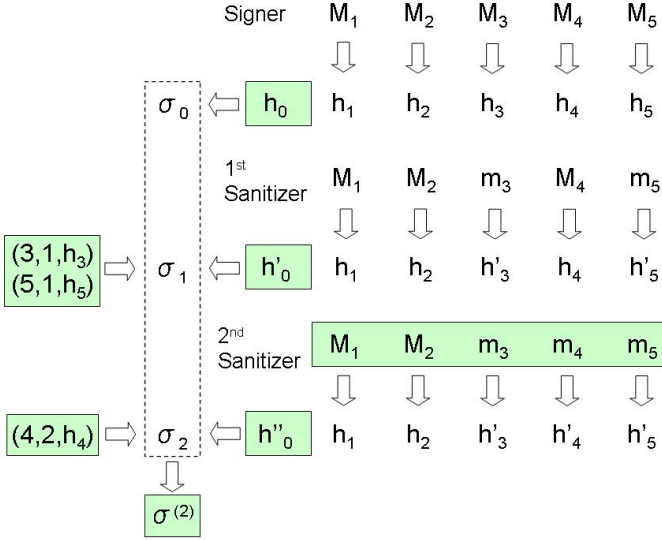 Signer M₁ M₂ M₃ M₄ M₅
σ₀ h₀ h₁ h₂ h₃ h₄ h₅
1st
Sanitizer M₁ M₂ m₃ M₄ m₅
(3,1,h₃)
(5,1,h₅)
σ₁ h'₀ h₁ h₂ h'₃ h₄ h'₅
2nd
Sanitizer M₁ M₂ m₃ m₄ m₅
(4,2,h₄) σ₂ h''₀ h₁ h₂ h'₃ h'₄ h'₅
σ⁽²⁾